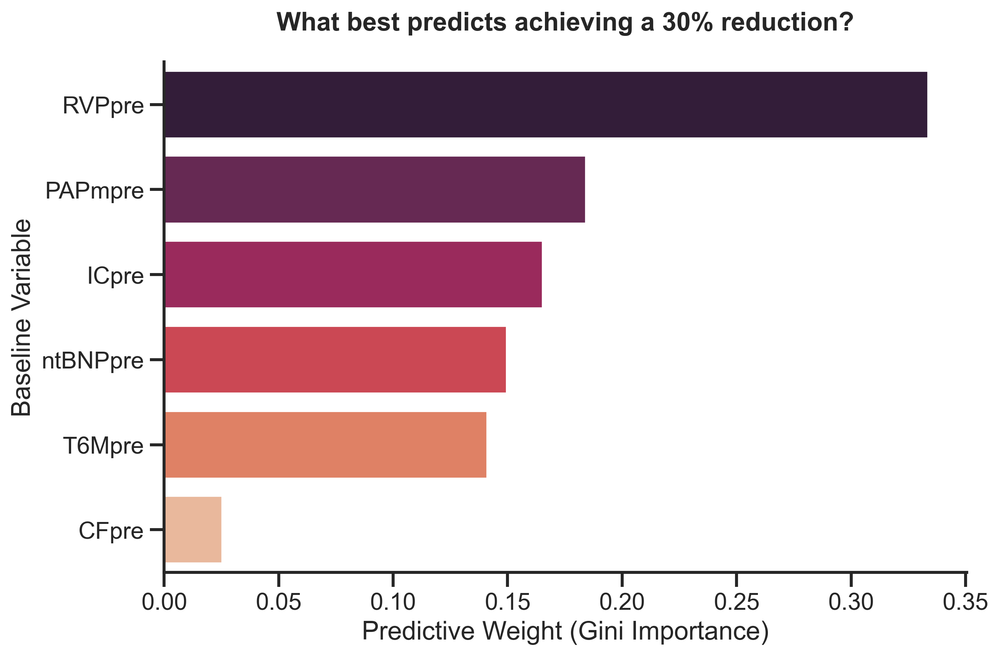 What best predicts achieving a 30% reduction?
Baseline Variable
RVPpre
PAPmpre
ICpre
ntBNPpre
T6Mpre
CFpre
0.00 0.05 0.10 0.15 0.20 0.25 0.30 0.35
Predictive Weight (Gini Importance)